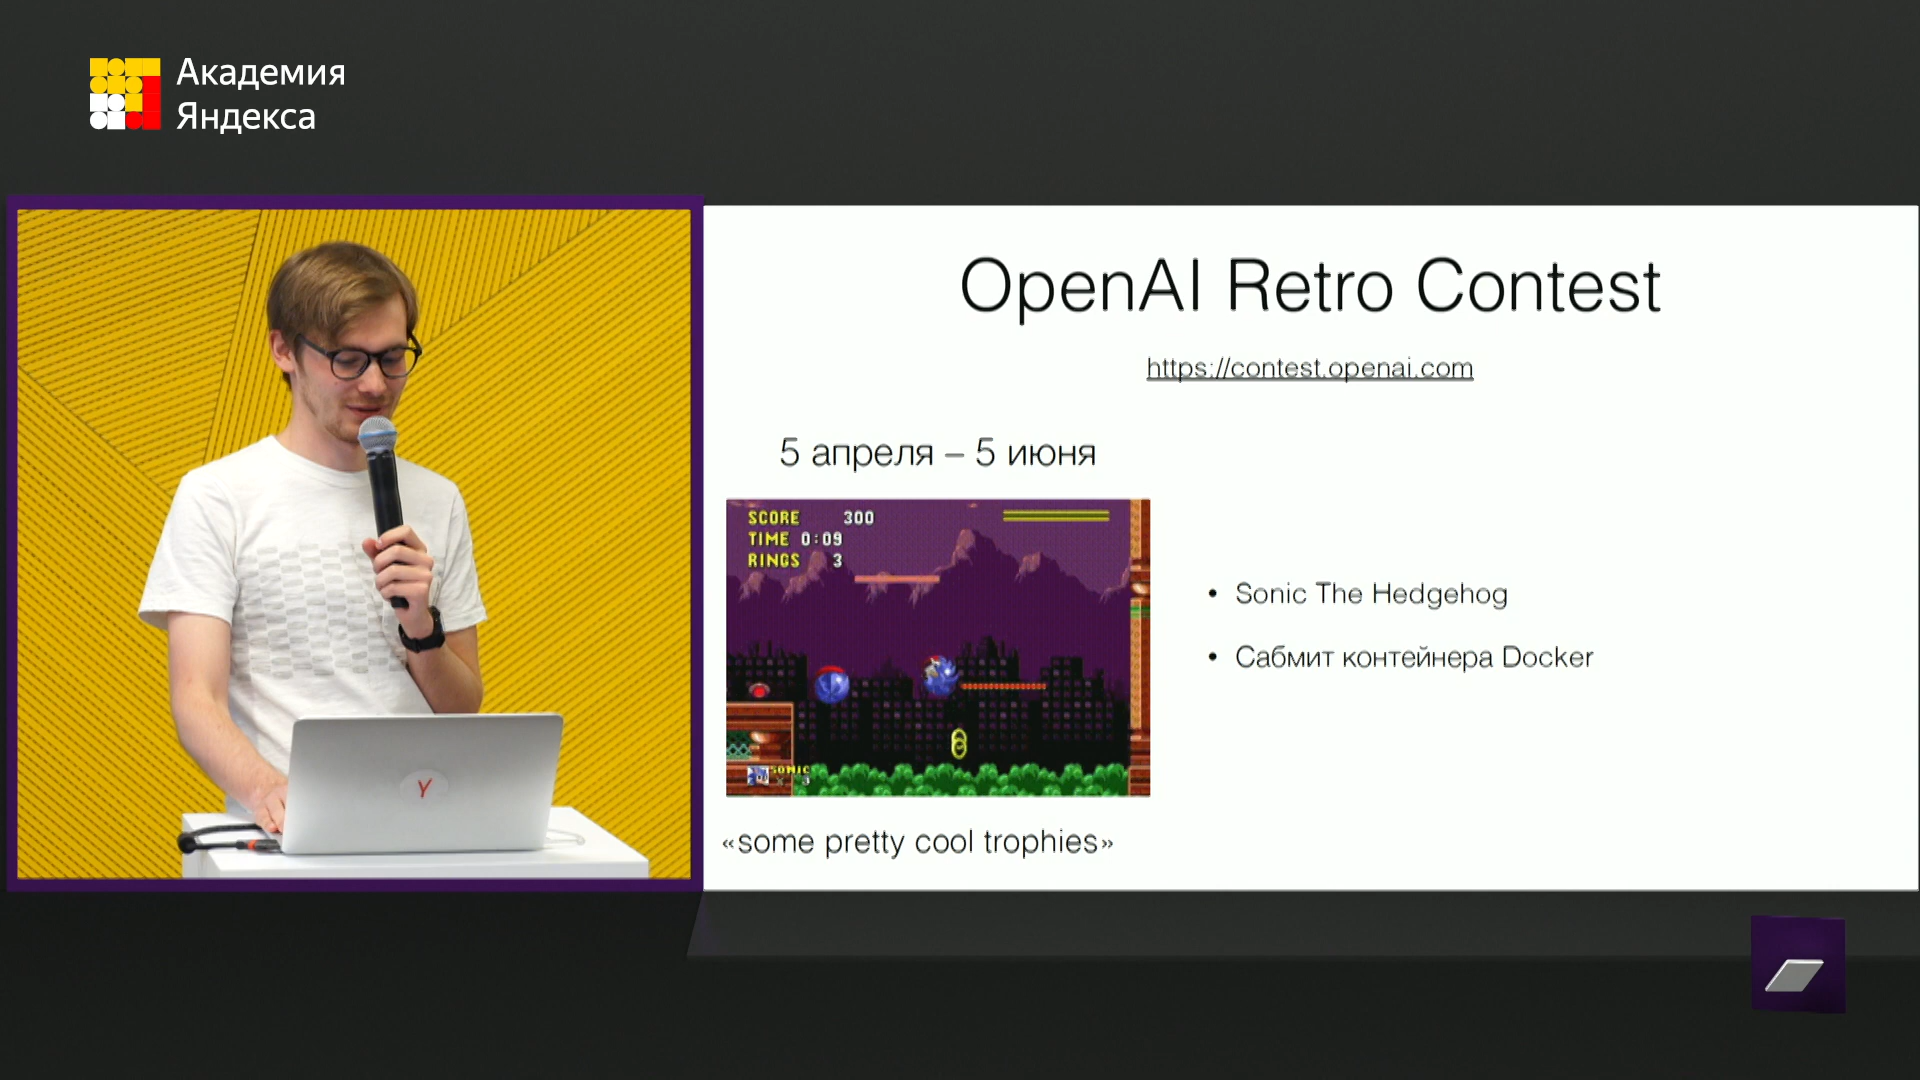 Академия
Яндекса
OpenAI Retro Contest
https://contest.openai.com
5 апреля – 5 июня
SCORE 300
TIME 0:09
RINGS 3
SONIC
× 3
• Sonic The Hedgehog
• Сабмит контейнера Docker
«some pretty cool trophies»
Y